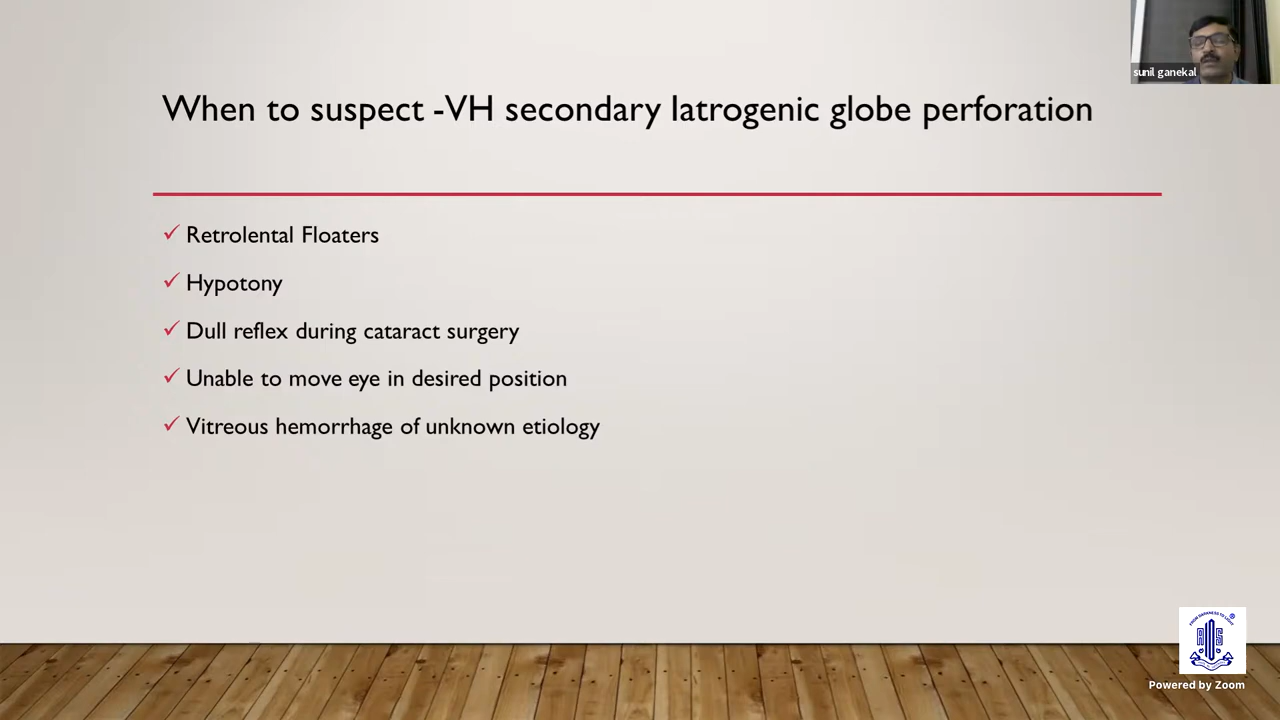 sunil ganekal
When to suspect -VH secondary Iatrogenic globe perforation
Retrolental Floaters
Hypotony
Dull reflex during cataract surgery
Unable to move eye in desired position
Vitreous hemorrhage of unknown etiology
Powered by Zoom